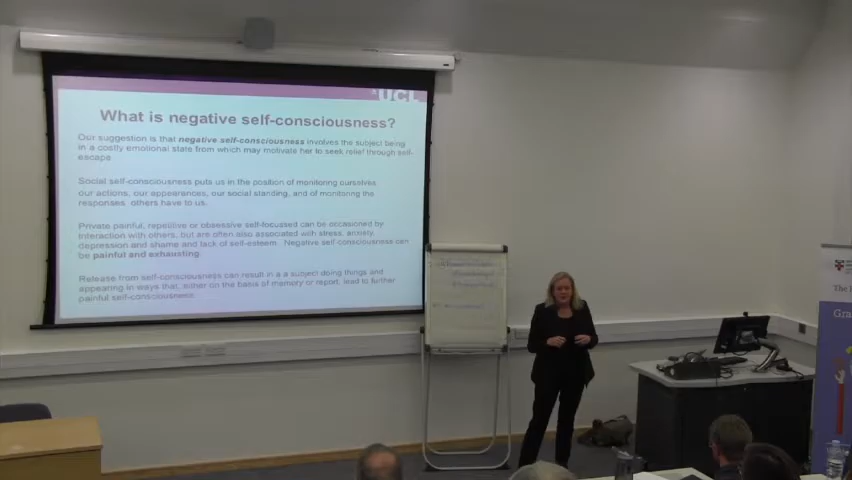 UCL
What is negative self-consciousness?
Our suggestion is that negative self-consciousness involves the subject being
in a costly emotional state from which may motivate her to seek relief through self-
escape
Social self-consciousness puts us in the position of monitoring ourselves
our actions, our appearances, our social standing, and of monitoring the
responses, others have to us.
Private painful, repetitive or obsessive self-focussed can be occasioned by
interaction with others, but are often also associated with stress, anxiety,
depression and shame and lack of self-esteem. Negative self consciousness can
be painful and exhausting
Release from self-consciousness can result in a a subject doing things and
appearing in ways that, either on the basis of memory or report, lead to further
painful self-consciousness.
The
Gra